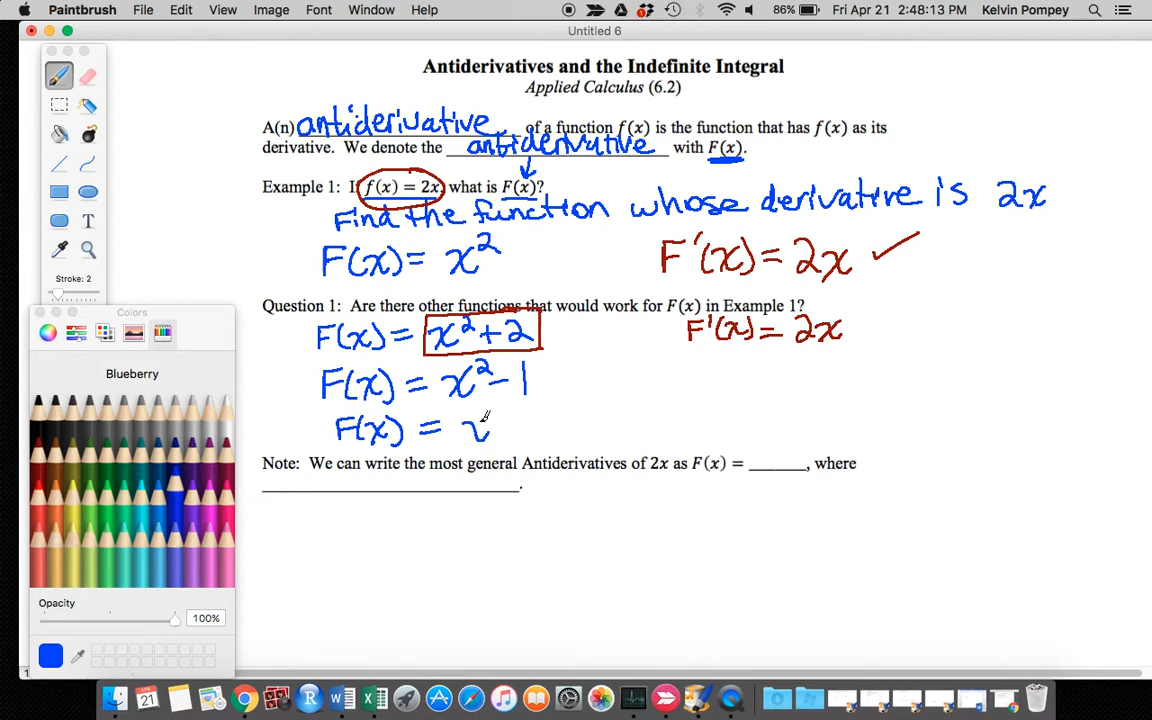 Paintbrush File Edit View Image Font Window Help 86% Fri Apr 21 2:48:13 PM Kelvin Pompey
Untitled 6
Antiderivatives and the Indefinite Integral
Applied Calculus (6.2)
A(n) antiderivative of a function f(x) is the function that has f(x) as its
derivative. We denote the antiderivative with F(x).
Example 1: If f(x) = 2x, what is F(x)?
Find the function whose derivative is 2x
F(x) = x² F'(x) = 2x ✓
Question 1: Are there other functions that would work for F(x) in Example 1?
F(x) = x² + 2 F'(x) = 2x
F(x) = x² - 1
F(x) =
Note: We can write the most general Antiderivatives of 2x as F(x) = ______, where
______________________________.
Stroke: 2
Colors
Blueberry
Opacity
100%